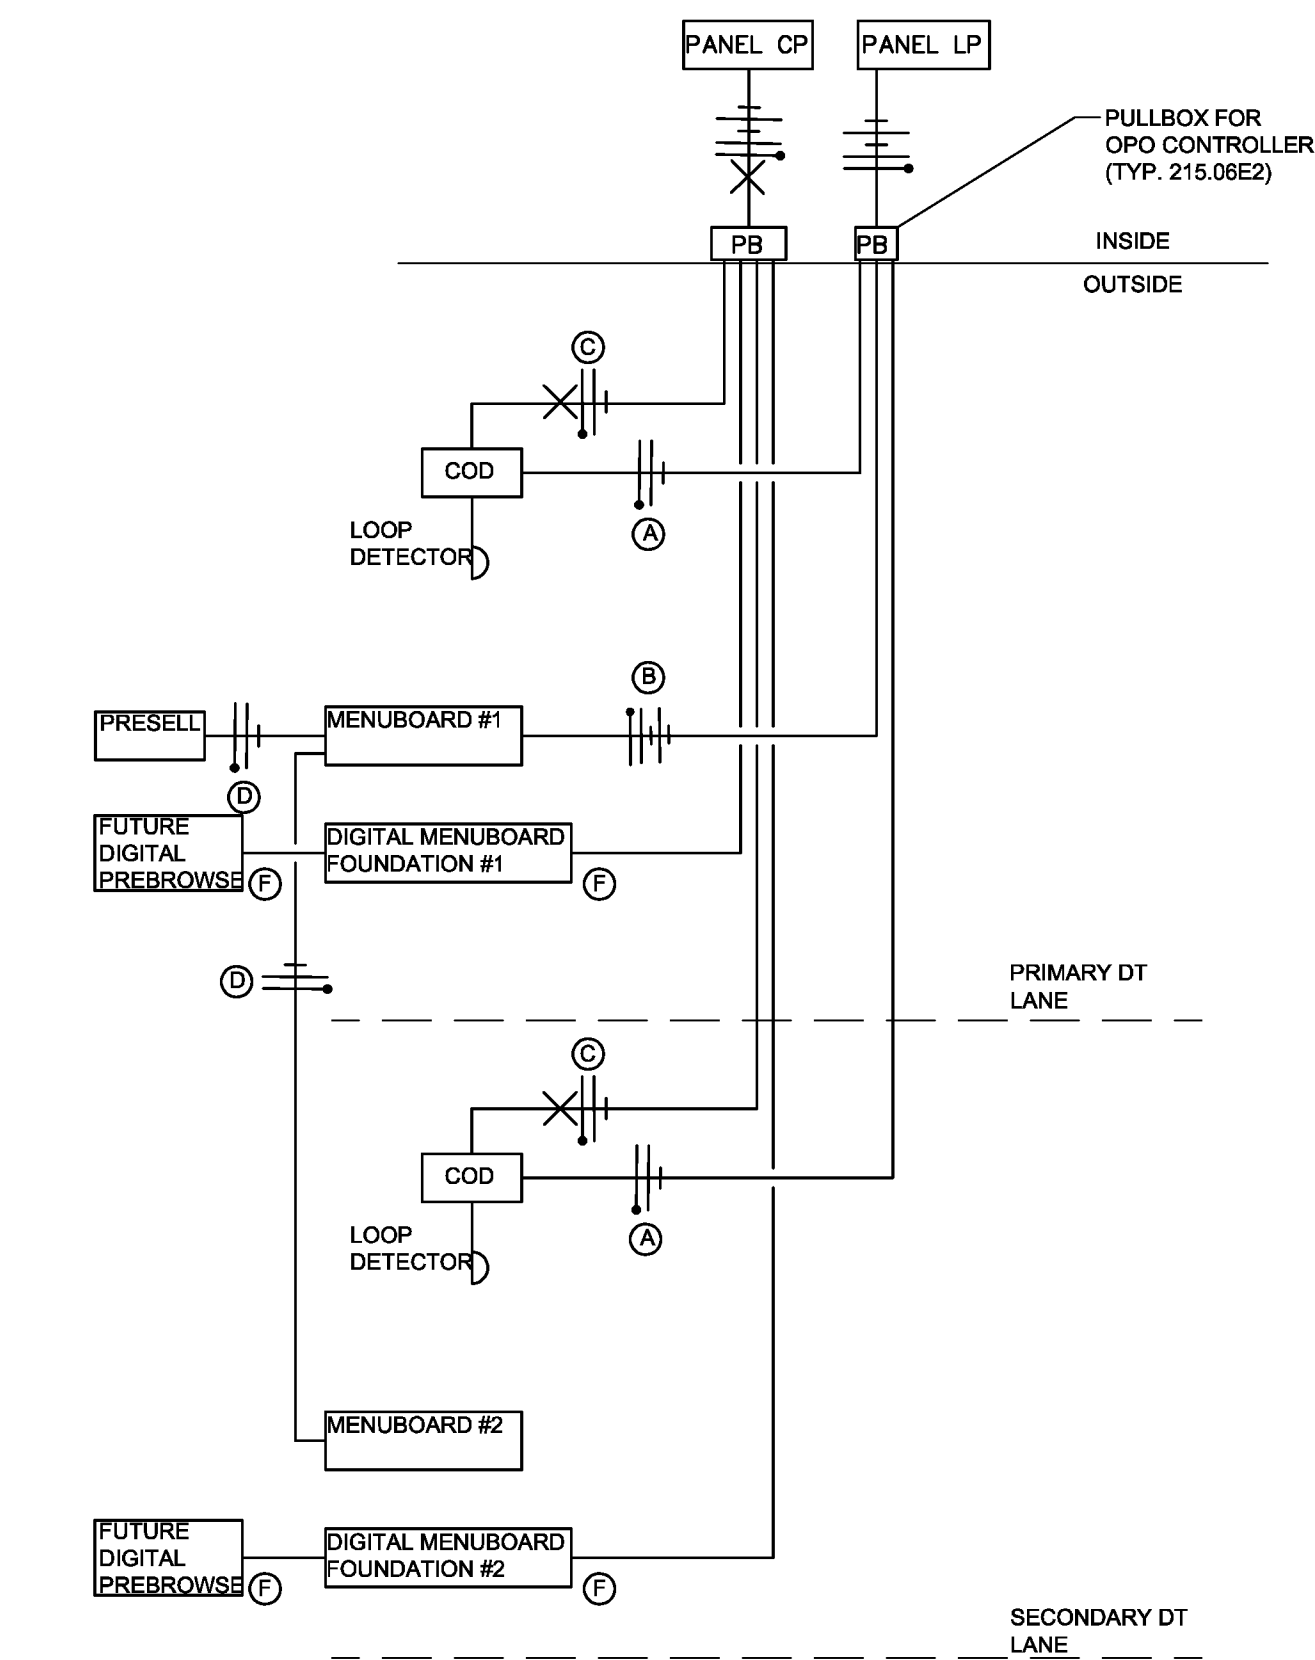 PANEL CP
PANEL LP
PULLBOX FOR
OPO CONTROLLER
(TYP. 215.06E2)
PB
PB
INSIDE
OUTSIDE
C
COD
A
LOOP
DETECTOR
B
PRESELL
MENUBOARD #1
D
FUTURE
DIGITAL
PREBROWSE
F
DIGITAL MENUBOARD
FOUNDATION #1
F
D
PRIMARY DT
LANE
C
COD
A
LOOP
DETECTOR
MENUBOARD #2
FUTURE
DIGITAL
PREBROWSE
F
DIGITAL MENUBOARD
FOUNDATION #2
F
SECONDARY DT
LANE